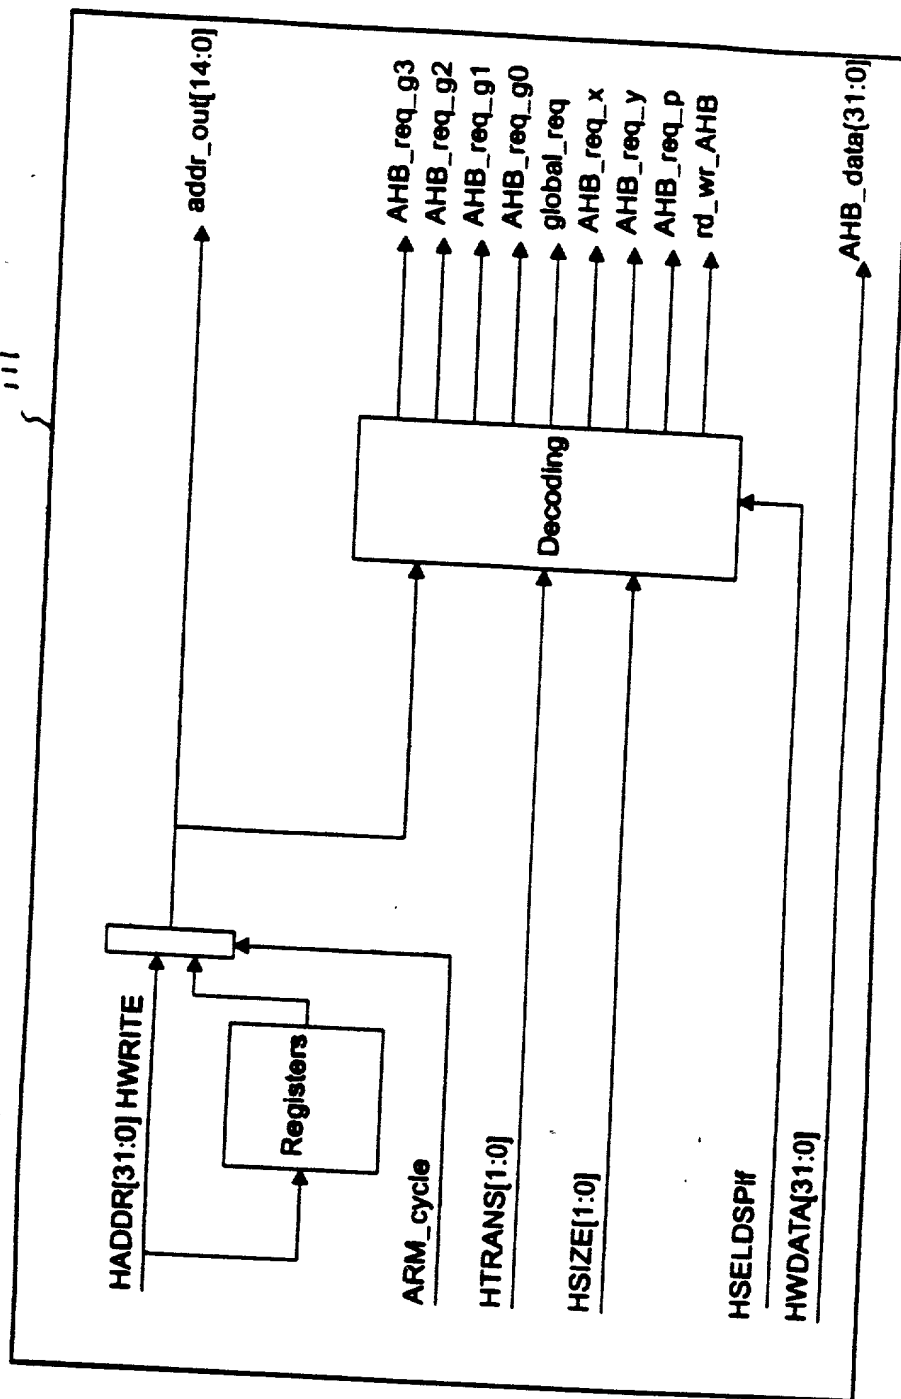 111
HADDR[31:0] HWRITE
addr_out[14:0]
Registers
ARM_cycle
HTRANS[1:0]
HSIZE[1:0]
HSELDSPIf
HWDATA[31:0]
Decoding
AHB_req_g3
AHB_req_g2
AHB_req_g1
AHB_req_g0
global_req
AHB_req_x
AHB_req_y
AHB_req_p
rd_wr_AHB
AHB_data[31:0]